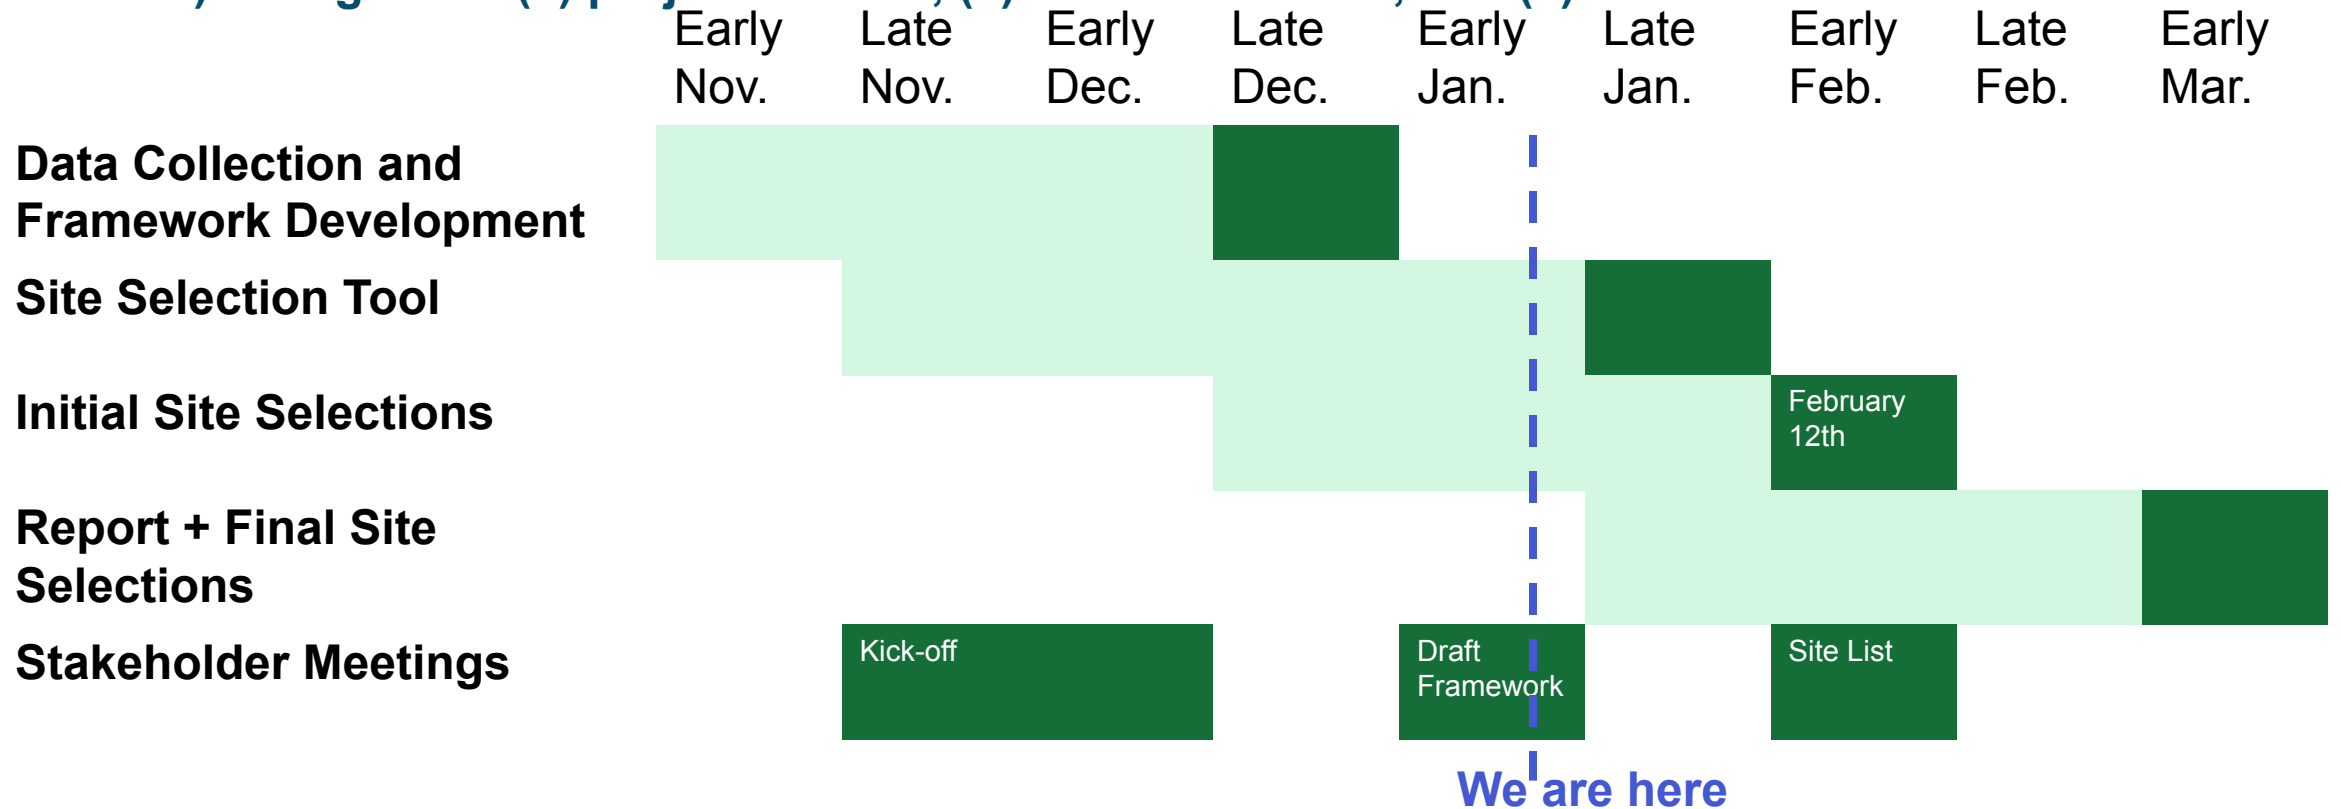 Early Late Early Late Early Late Early Late Early
Nov. Nov. Dec. Dec. Jan. Jan. Feb. Feb. Mar.
Data Collection and
Framework Development
Site Selection Tool
Initial Site Selections
February
12th
Report + Final Site
Selections
Stakeholder Meetings
Kick-off
Draft
Framework
Site List
We are here